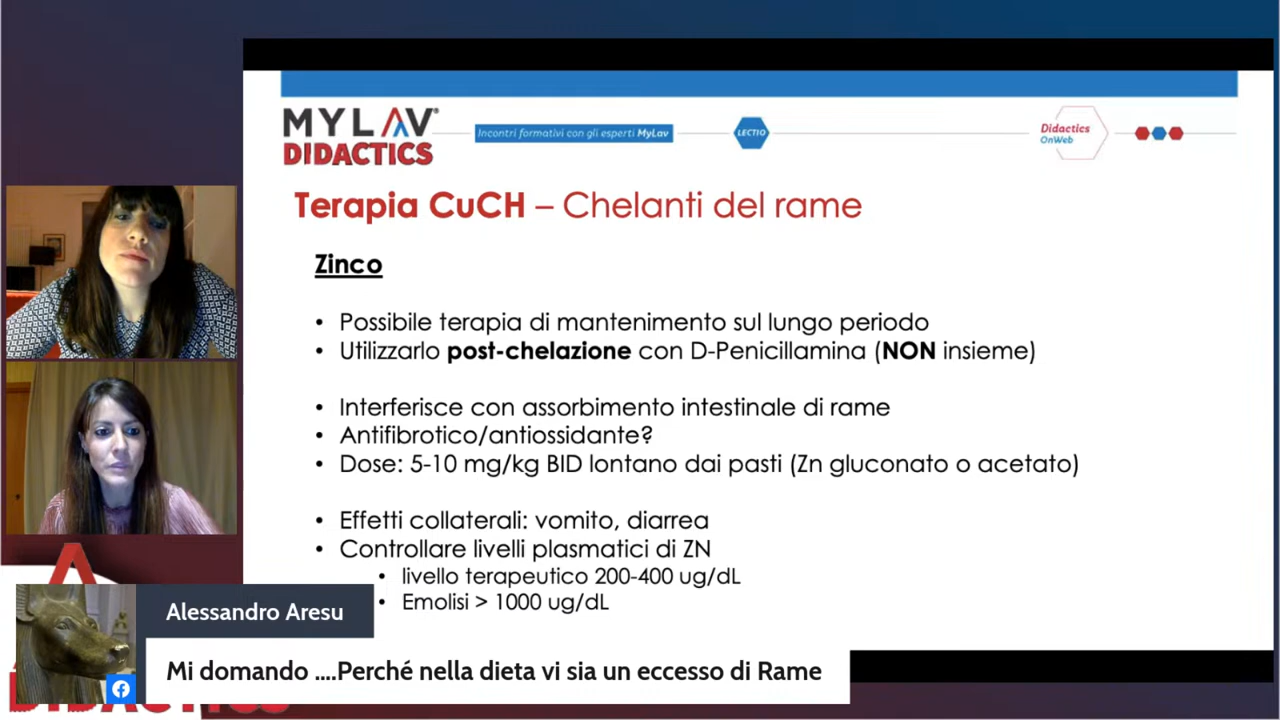 MYLAV®
DIDACTICS
Incontri formativi con gli esperti MyLav
LECTIO
Didactics
OnWeb
Terapia CuCH – Chelanti del rame
Zinco
• Possibile terapia di mantenimento sul lungo periodo
• Utilizzarlo post-chelazione con D-Penicillamina (NON insieme)
• Interferisce con assorbimento intestinale di rame
• Antifibrotico/antiossidante?
• Dose: 5-10 mg/kg BID lontano dai pasti (Zn gluconato o acetato)
• Effetti collaterali: vomito, diarrea
• Controllare livelli plasmatici di ZN
• livello terapeutico 200-400 ug/dL
• Emolisi > 1000 ug/dL
Alessandro Aresu
Mi domando ....Perché nella dieta vi sia un eccesso di Rame